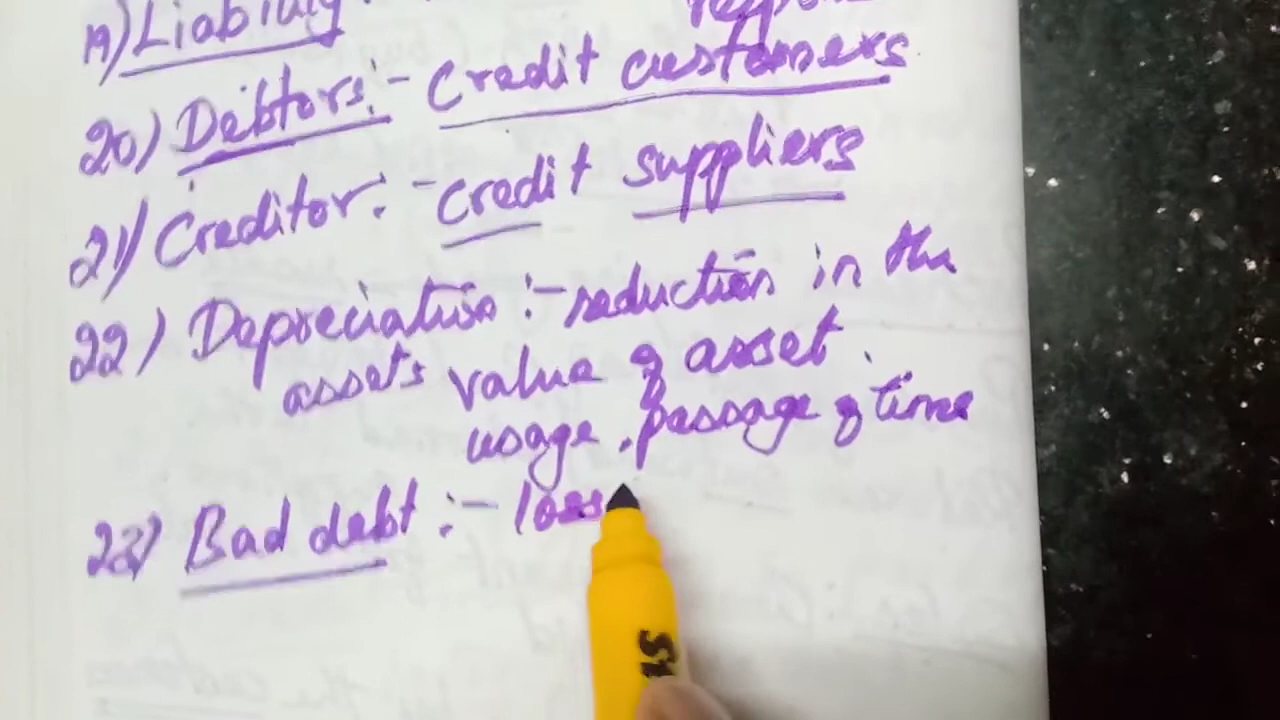 19) Liability
20) Debtors :- Credit customers
21) Creditor :- credit suppliers
22) Depreciation :- reduction in the
assets value of asset.
usage, passage of time
23) Bad debt :- loss